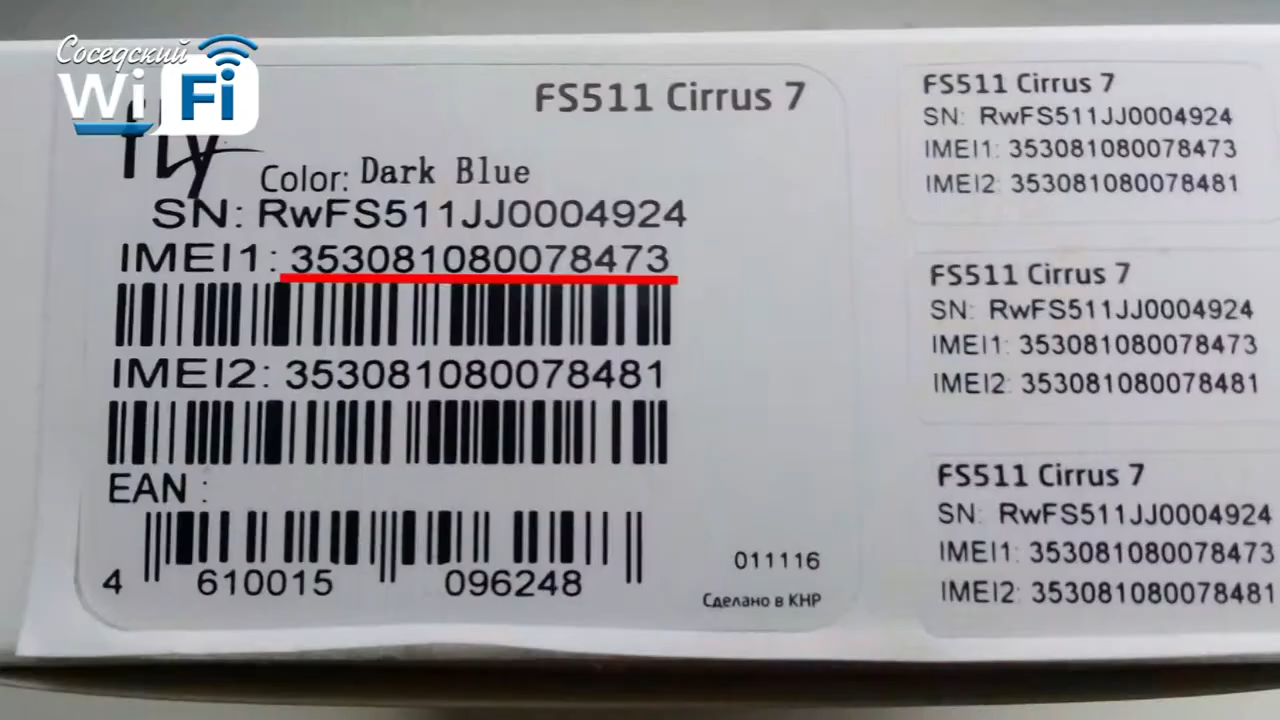 Соседский
WiFi
fly
FS511 Cirrus 7
Color: Dark Blue
SN: RwFS511JJ0004924
IMEI1: 353081080078473
IMEI2: 353081080078481
EAN :
4 610015 096248
011116
Сделано в КНР
FS511 Cirrus 7
SN: RwFS511JJ0004924
IMEI1: 353081080078473
IMEI2: 353081080078481
FS511 Cirrus 7
SN: RwFS511JJ0004924
IMEI1: 353081080078473
IMEI2: 353081080078481
FS511 Cirrus 7
SN: RwFS511JJ0004924
IMEI1: 353081080078473
IMEI2: 353081080078481